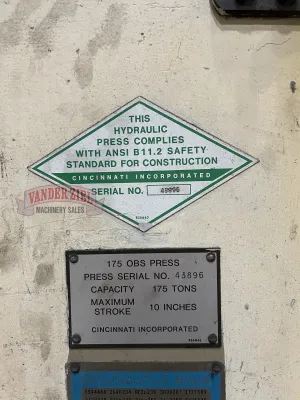 THIS
HYDRAULIC
PRESS COMPLIES
WITH ANSI B11.2 SAFETY
STANDARD FOR CONSTRUCTION
CINCINNATI INCORPORATED
SERIAL NO.
VANDER ZIEL
MACHINERY SALES
175 OBS PRESS
PRESS SERIAL NO. 43896
CAPACITY 175 TONS
MAXIMUM
STROKE 10 INCHES
CINCINNATI INCORPORATED